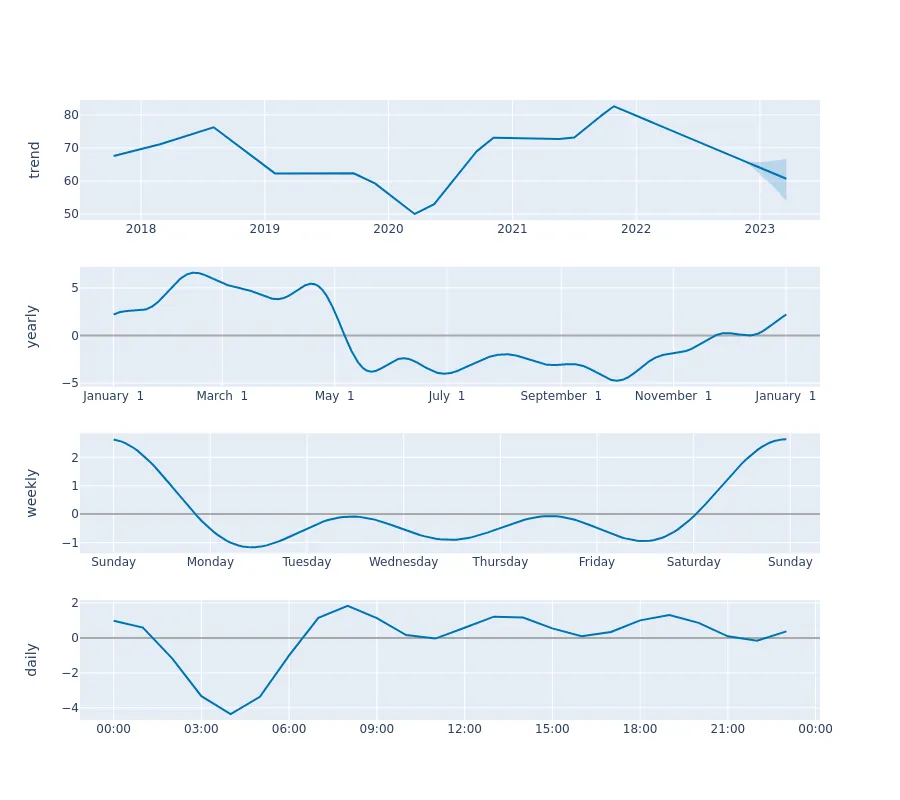 trend
80
70
60
50
2018 2019 2020 2021 2022 2023
yearly
5
0
−5
January 1 March 1 May 1 July 1 September 1 November 1 January 1
weekly
2
1
0
−1
Sunday Monday Tuesday Wednesday Thursday Friday Saturday Sunday
daily
2
0
−2
−4
00:00 03:00 06:00 09:00 12:00 15:00 18:00 21:00 00:00